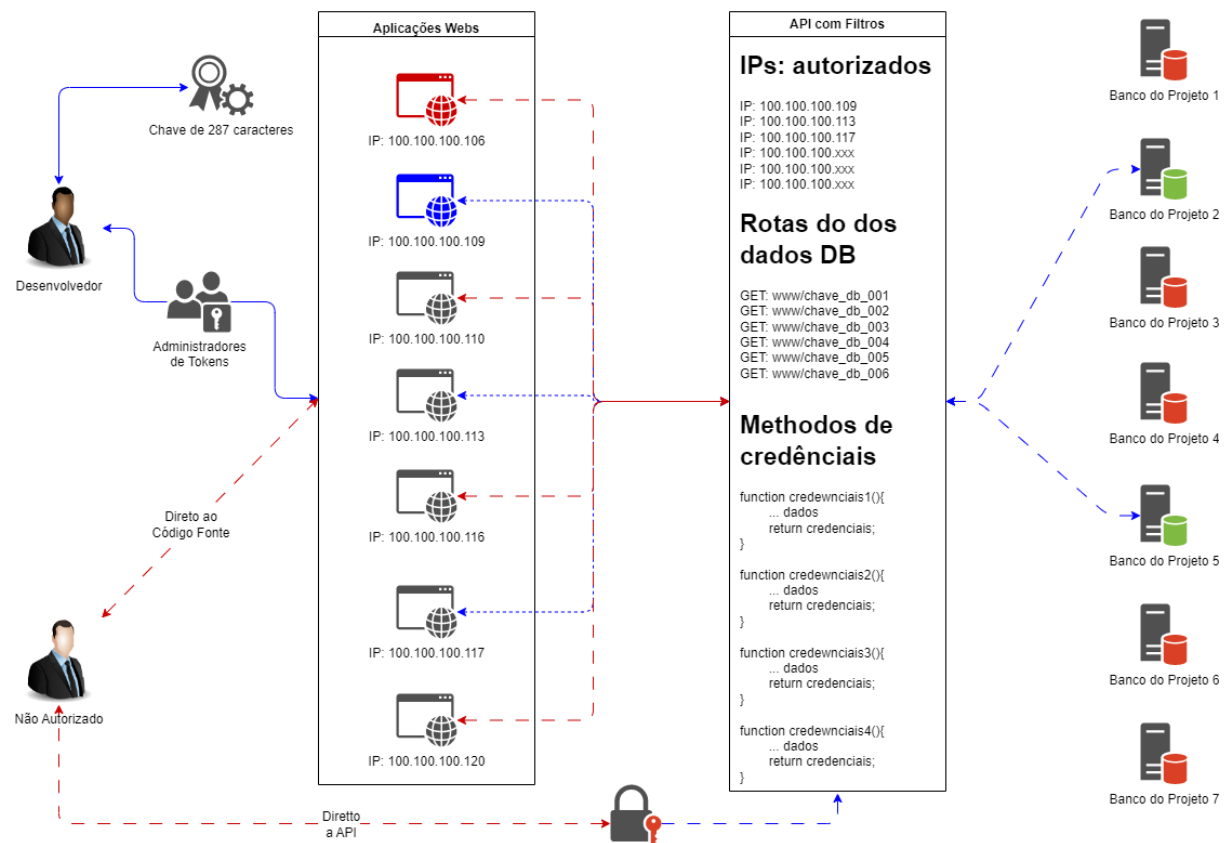 Chave de 287 caracteres
Desenvolvedor
Administradores
de Tokens
Direto ao
Código Fonte
Não Autorizado
Diretto
a API
Aplicações Webs
IP: 100.100.100.106
IP: 100.100.100.109
IP: 100.100.100.110
IP: 100.100.100.113
IP: 100.100.100.116
IP: 100.100.100.117
IP: 100.100.100.120
API com Filtros
IPs: autorizados
IP: 100.100.100.109
IP: 100.100.100.113
IP: 100.100.100.117
IP: 100.100.100.xxx
IP: 100.100.100.xxx
IP: 100.100.100.xxx
Rotas do dos
dados DB
GET: www/chave_db_001
GET: www/chave_db_002
GET: www/chave_db_003
GET: www/chave_db_004
GET: www/chave_db_005
GET: www/chave_db_006
Methodos de
credênciais
function credewnciais1(){
... dados
return credenciais;
}
function credewnciais2(){
... dados
return credenciais;
}
function credewnciais3(){
... dados
return credenciais;
}
function credewnciais4(){
... dados
return credenciais;
}
Banco do Projeto 1
Banco do Projeto 2
Banco do Projeto 3
Banco do Projeto 4
Banco do Projeto 5
Banco do Projeto 6
Banco do Projeto 7